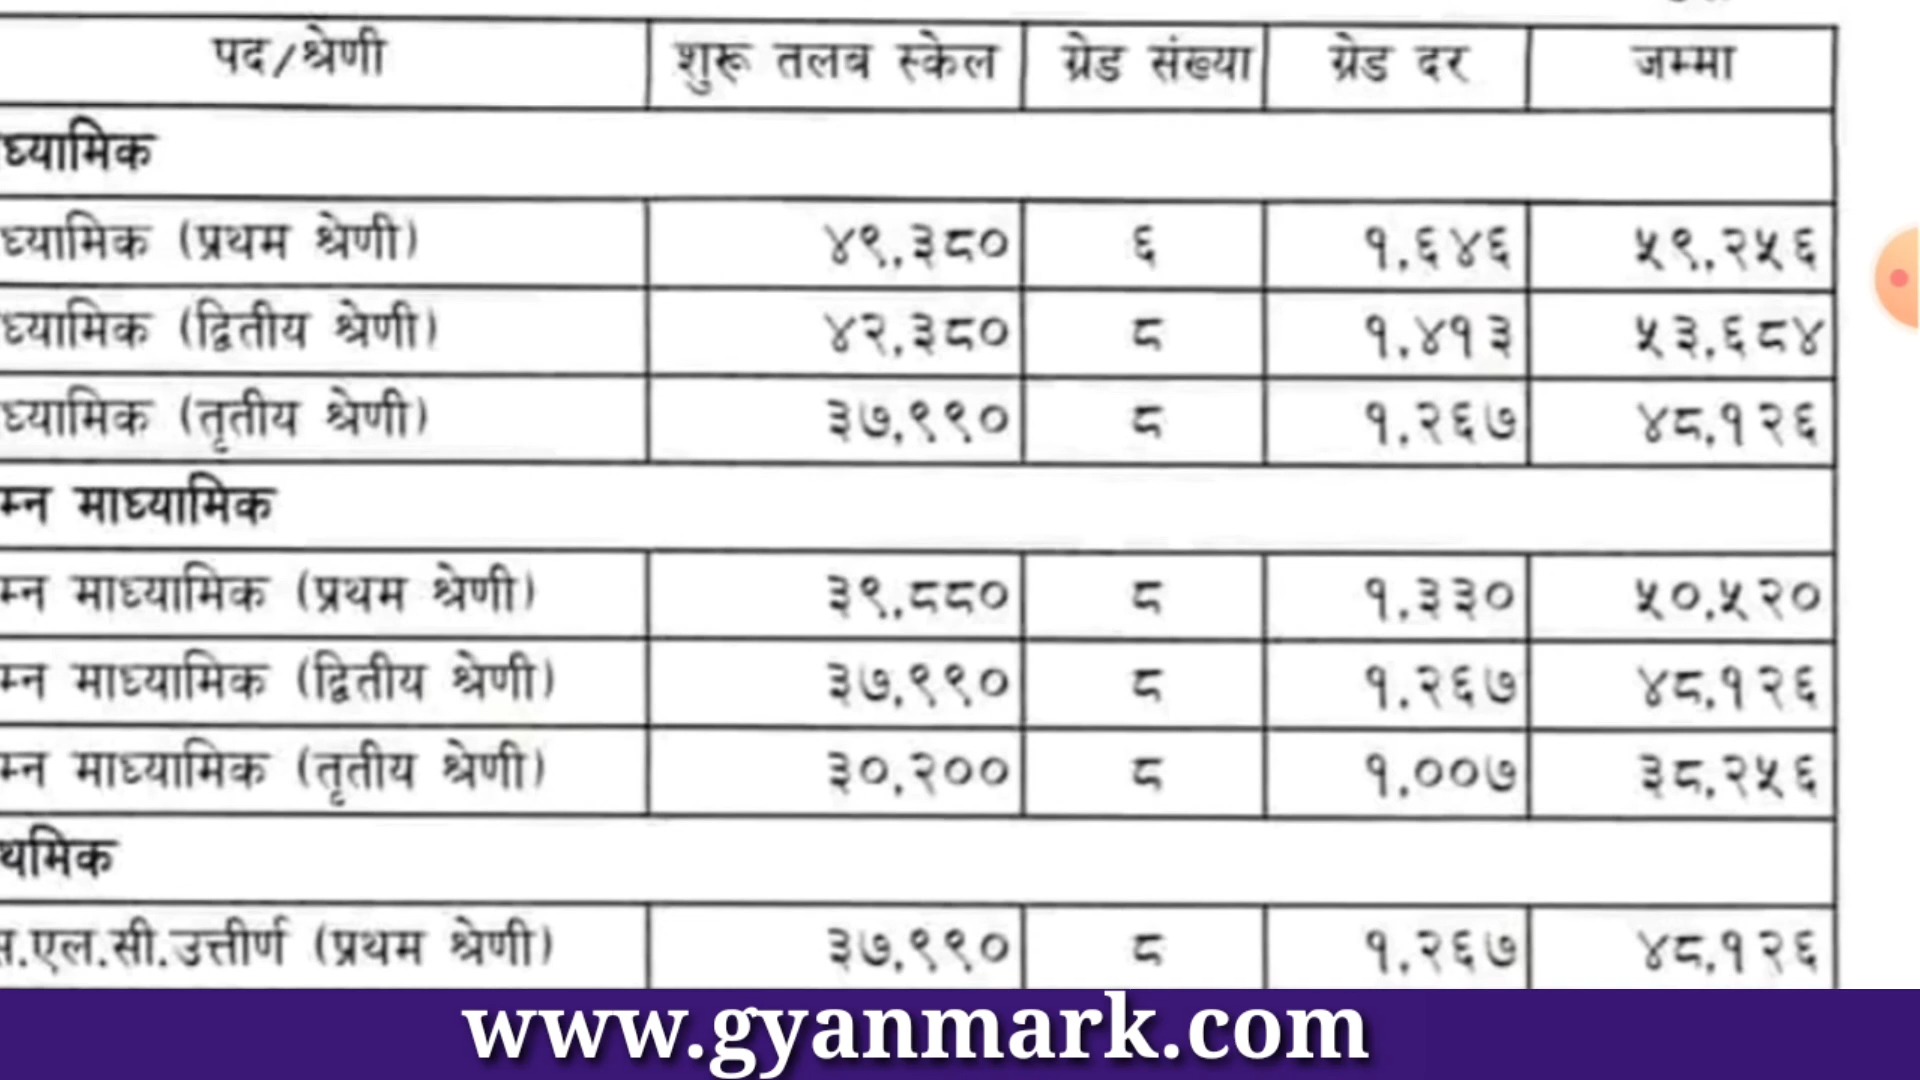 पद/श्रेणी शुरू तलब स्केल ग्रेड संख्या ग्रेड दर जम्मा
ध्यामिक
ध्यामिक (प्रथम श्रेणी) ४९,३८० ६ १,६४६ ५९,२५६
ध्यामिक (द्वितीय श्रेणी) ४२,३८० ८ १,४१३ ५३,६८४
ध्यामिक (तृतीय श्रेणी) ३७,९९० ८ १,२६७ ४८,१२६
म्न माध्यामिक
म्न माध्यामिक (प्रथम श्रेणी) ३९,८८० ८ १,३३० ५०,५२०
म्न माध्यामिक (द्वितीय श्रेणी) ३७,९९० ८ १,२६७ ४८,१२६
म्न माध्यामिक (तृतीय श्रेणी) ३०,२०० ८ १,००७ ३८,२५६
थमिक
स.एल.सी.उत्तीर्ण (प्रथम श्रेणी) ३७,९९० ८ १,२६७ ४८,१२६
www.gyanmark.com